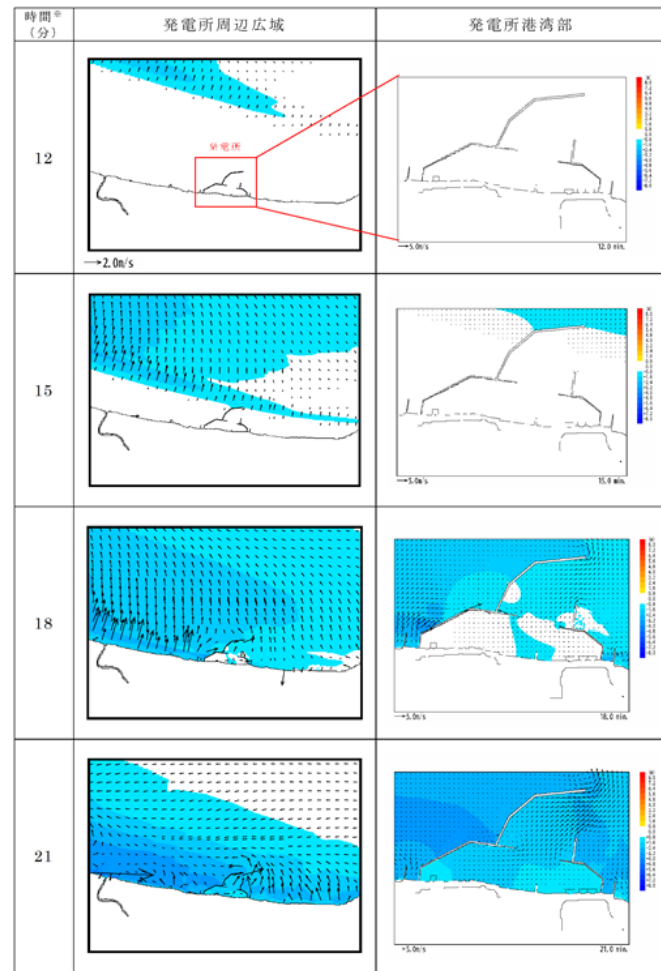 時間※
（分）
発電所周辺広域
発電所港湾部
12
発電所
→2.0m/s
→5.0m/s
12.0 min.
15
→5.0m/s
15.0 min.
18
→5.0m/s
18.0 min.
21
→5.0m/s
21.0 min.